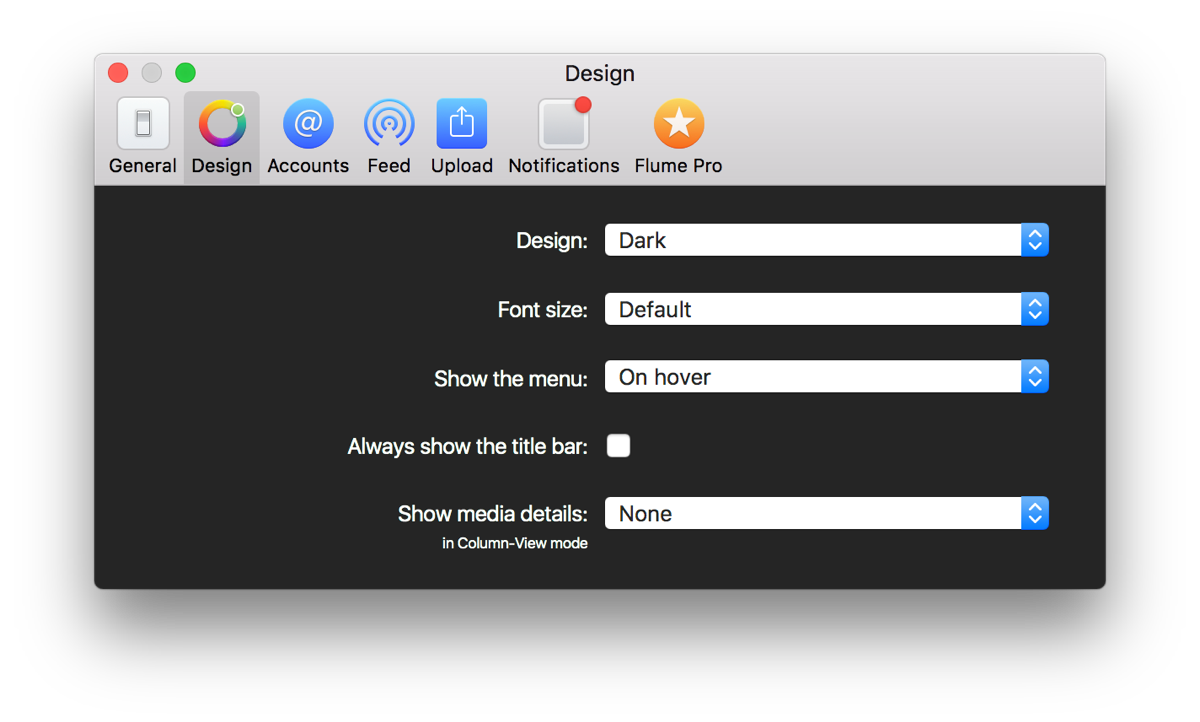 Design
General Design Accounts Feed Upload Notifications Flume Pro
Design: Dark
Font size: Default
Show the menu: On hover
Always show the title bar:
Show media details: None
in Column-View mode